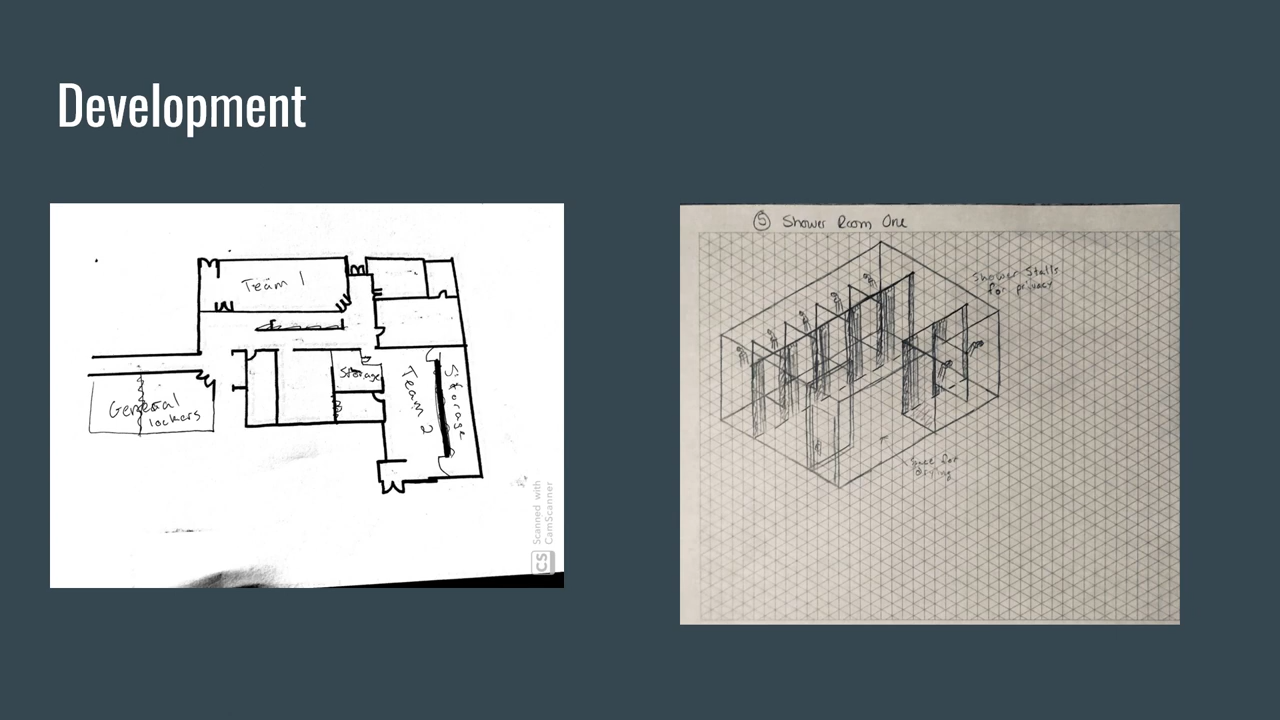 Development
Team 1
Storage
Team 2
Storage
General
lockers
Scanned with
CamScanner
CS
5 Shower Room One
Shower Stalls
for privacy
Space for
drying